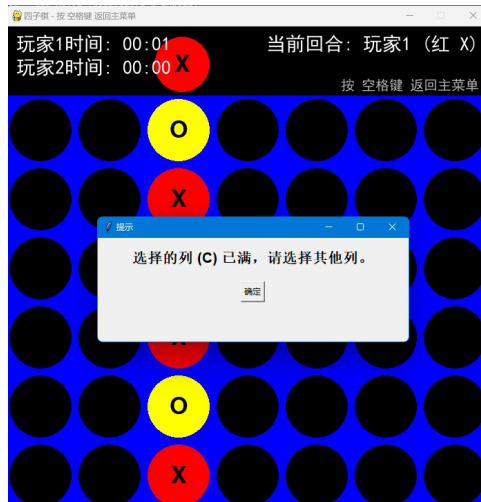 四子棋 - 按 空格键 返回主菜单
玩家1时间: 00:01
当前回合: 玩家1 (红 X)
玩家2时间: 00:00
X
按 空格键 返回主菜单
O
X
提示
选择的列 (C) 已满，请选择其他列。
确定
X
O
X